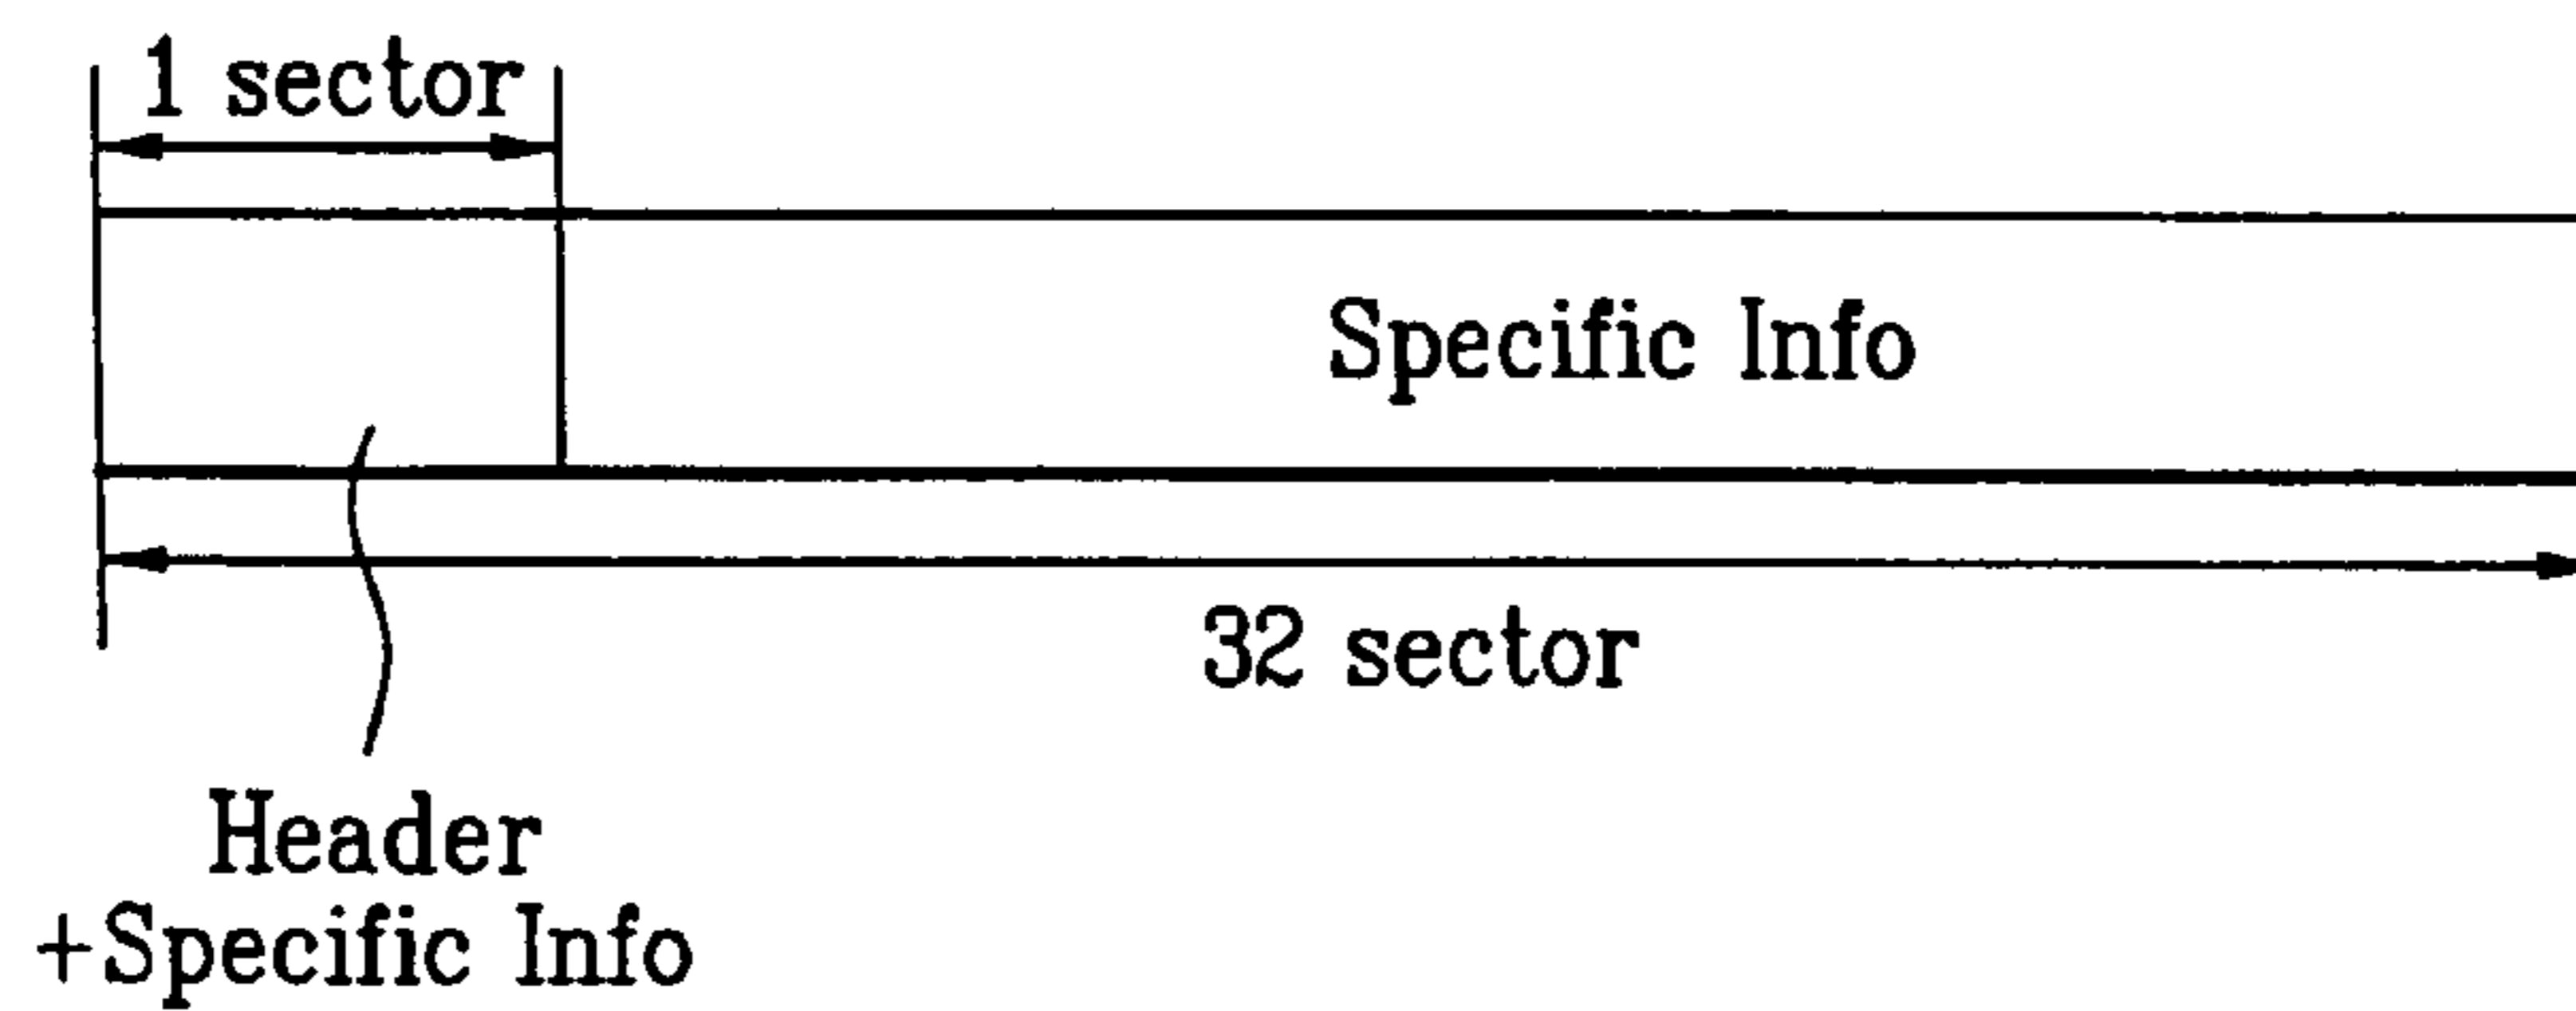 1 sector
Specific Info
32 sector
Header
+Specific Info